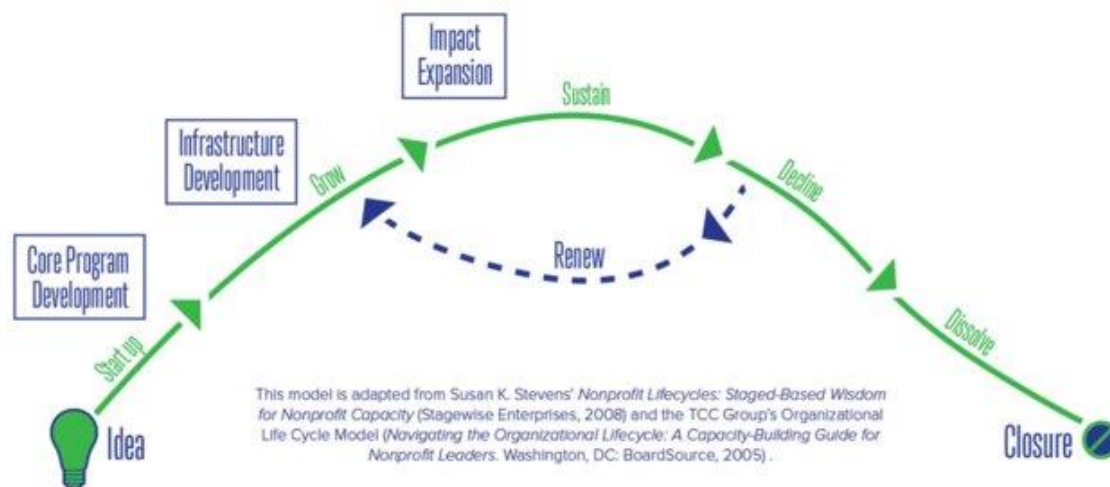 Impact
Expansion
Sustain
Infrastructure
Development
Grow
Decline
Renew
Core Program
Development
Start up
Dissolve
This model is adapted from Susan K. Stevens' Nonprofit Lifecycles: Staged-Based Wisdom
for Nonprofit Capacity (Stagewise Enterprises, 2008) and the TCC Group's Organizational
Life Cycle Model (Navigating the Organizational Lifecycle: A Capacity-Building Guide for
Nonprofit Leaders. Washington, DC: BoardSource, 2005) .
Idea
Closure